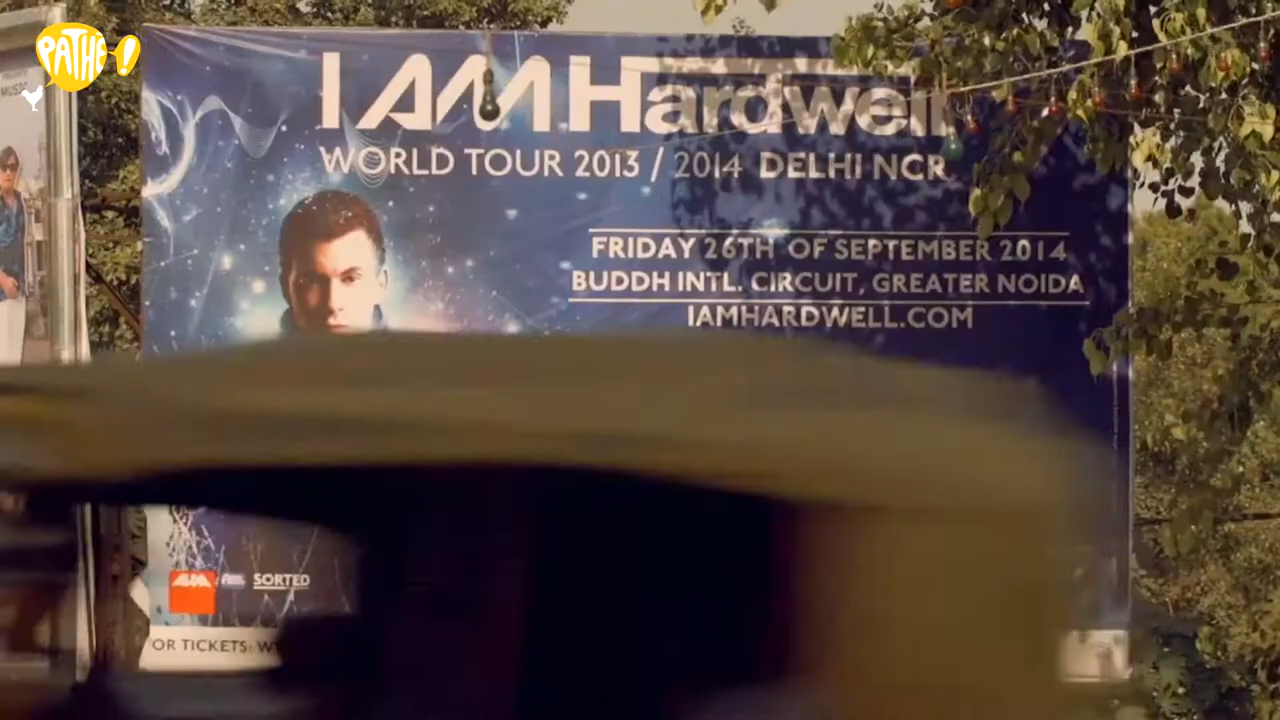 PATHE!
MUSIC
I AM Hardwell
WORLD TOUR 2013 / 2014 DELHI NCR
FRIDAY 26TH OF SEPTEMBER 2014
BUDDH INTL. CIRCUIT, GREATER NOIDA
IAMHARDWELL.COM
SORTED
OR TICKETS: W